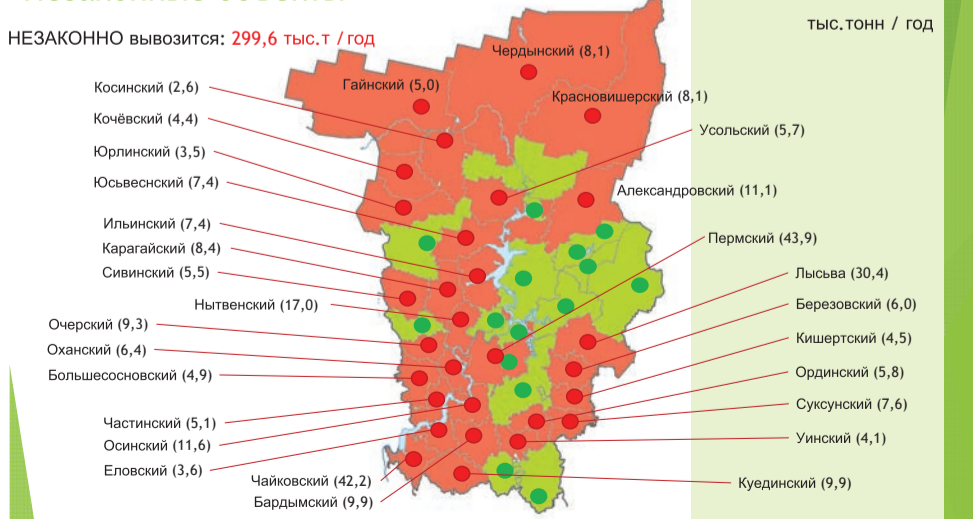 тыс.тонн / год
НЕЗАКОННО вывозится: 299,6 тыс.т / год
Чердынский (8,1)
Гайнский (5,0)
Косинский (2,6)
Красновишерский (8,1)
Кочёвский (4,4)
Усольский (5,7)
Юрлинский (3,5)
Юсьвеснский (7,4)
Александровский (11,1)
Ильинский (7,4)
Пермский (43,9)
Карагайский (8,4)
Сивинский (5,5)
Лысьва (30,4)
Нытвенский (17,0)
Березовский (6,0)
Очерский (9,3)
Кишертский (4,5)
Оханский (6,4)
Большесосновский (4,9)
Ординский (5,8)
Суксунский (7,6)
Частинский (5,1)
Уинский (4,1)
Осинский (11,6)
Еловский (3,6)
Чайковский (42,2)
Куединский (9,9)
Бардымский (9,9)